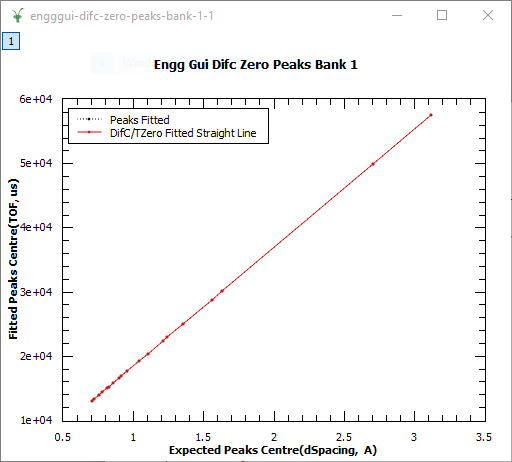 engggui-difc-zero-peaks-bank-1-1
1
Engg Gui Difc Zero Peaks Bank 1
Peaks Fitted
DifC/TZero Fitted Straight Line
6e+04
5e+04
4e+04
3e+04
2e+04
1e+04
Fitted Peaks Centre(TOF, us)
0.5 1 1.5 2 2.5 3 3.5
Expected Peaks Centre(dSpacing, A)